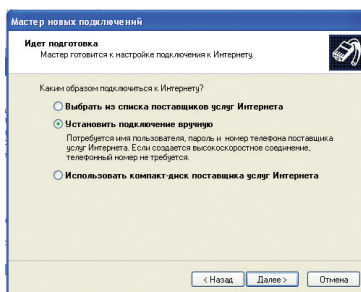 Мастер новых подключений
Идет подготовка
Мастер готовится к настройке подключения к Интернету.
Каким образом подключиться к Интернету?
Выбрать из списка поставщиков услуг Интернета
Установить подключение вручную
Потребуется имя пользователя, пароль и номер телефона поставщика
услуг Интернета. Если создается высокоскоростное соединение,
телефонный номер не требуется.
Использовать компакт-диск поставщика услуг Интернета
< Назад
Далее >
Отмена